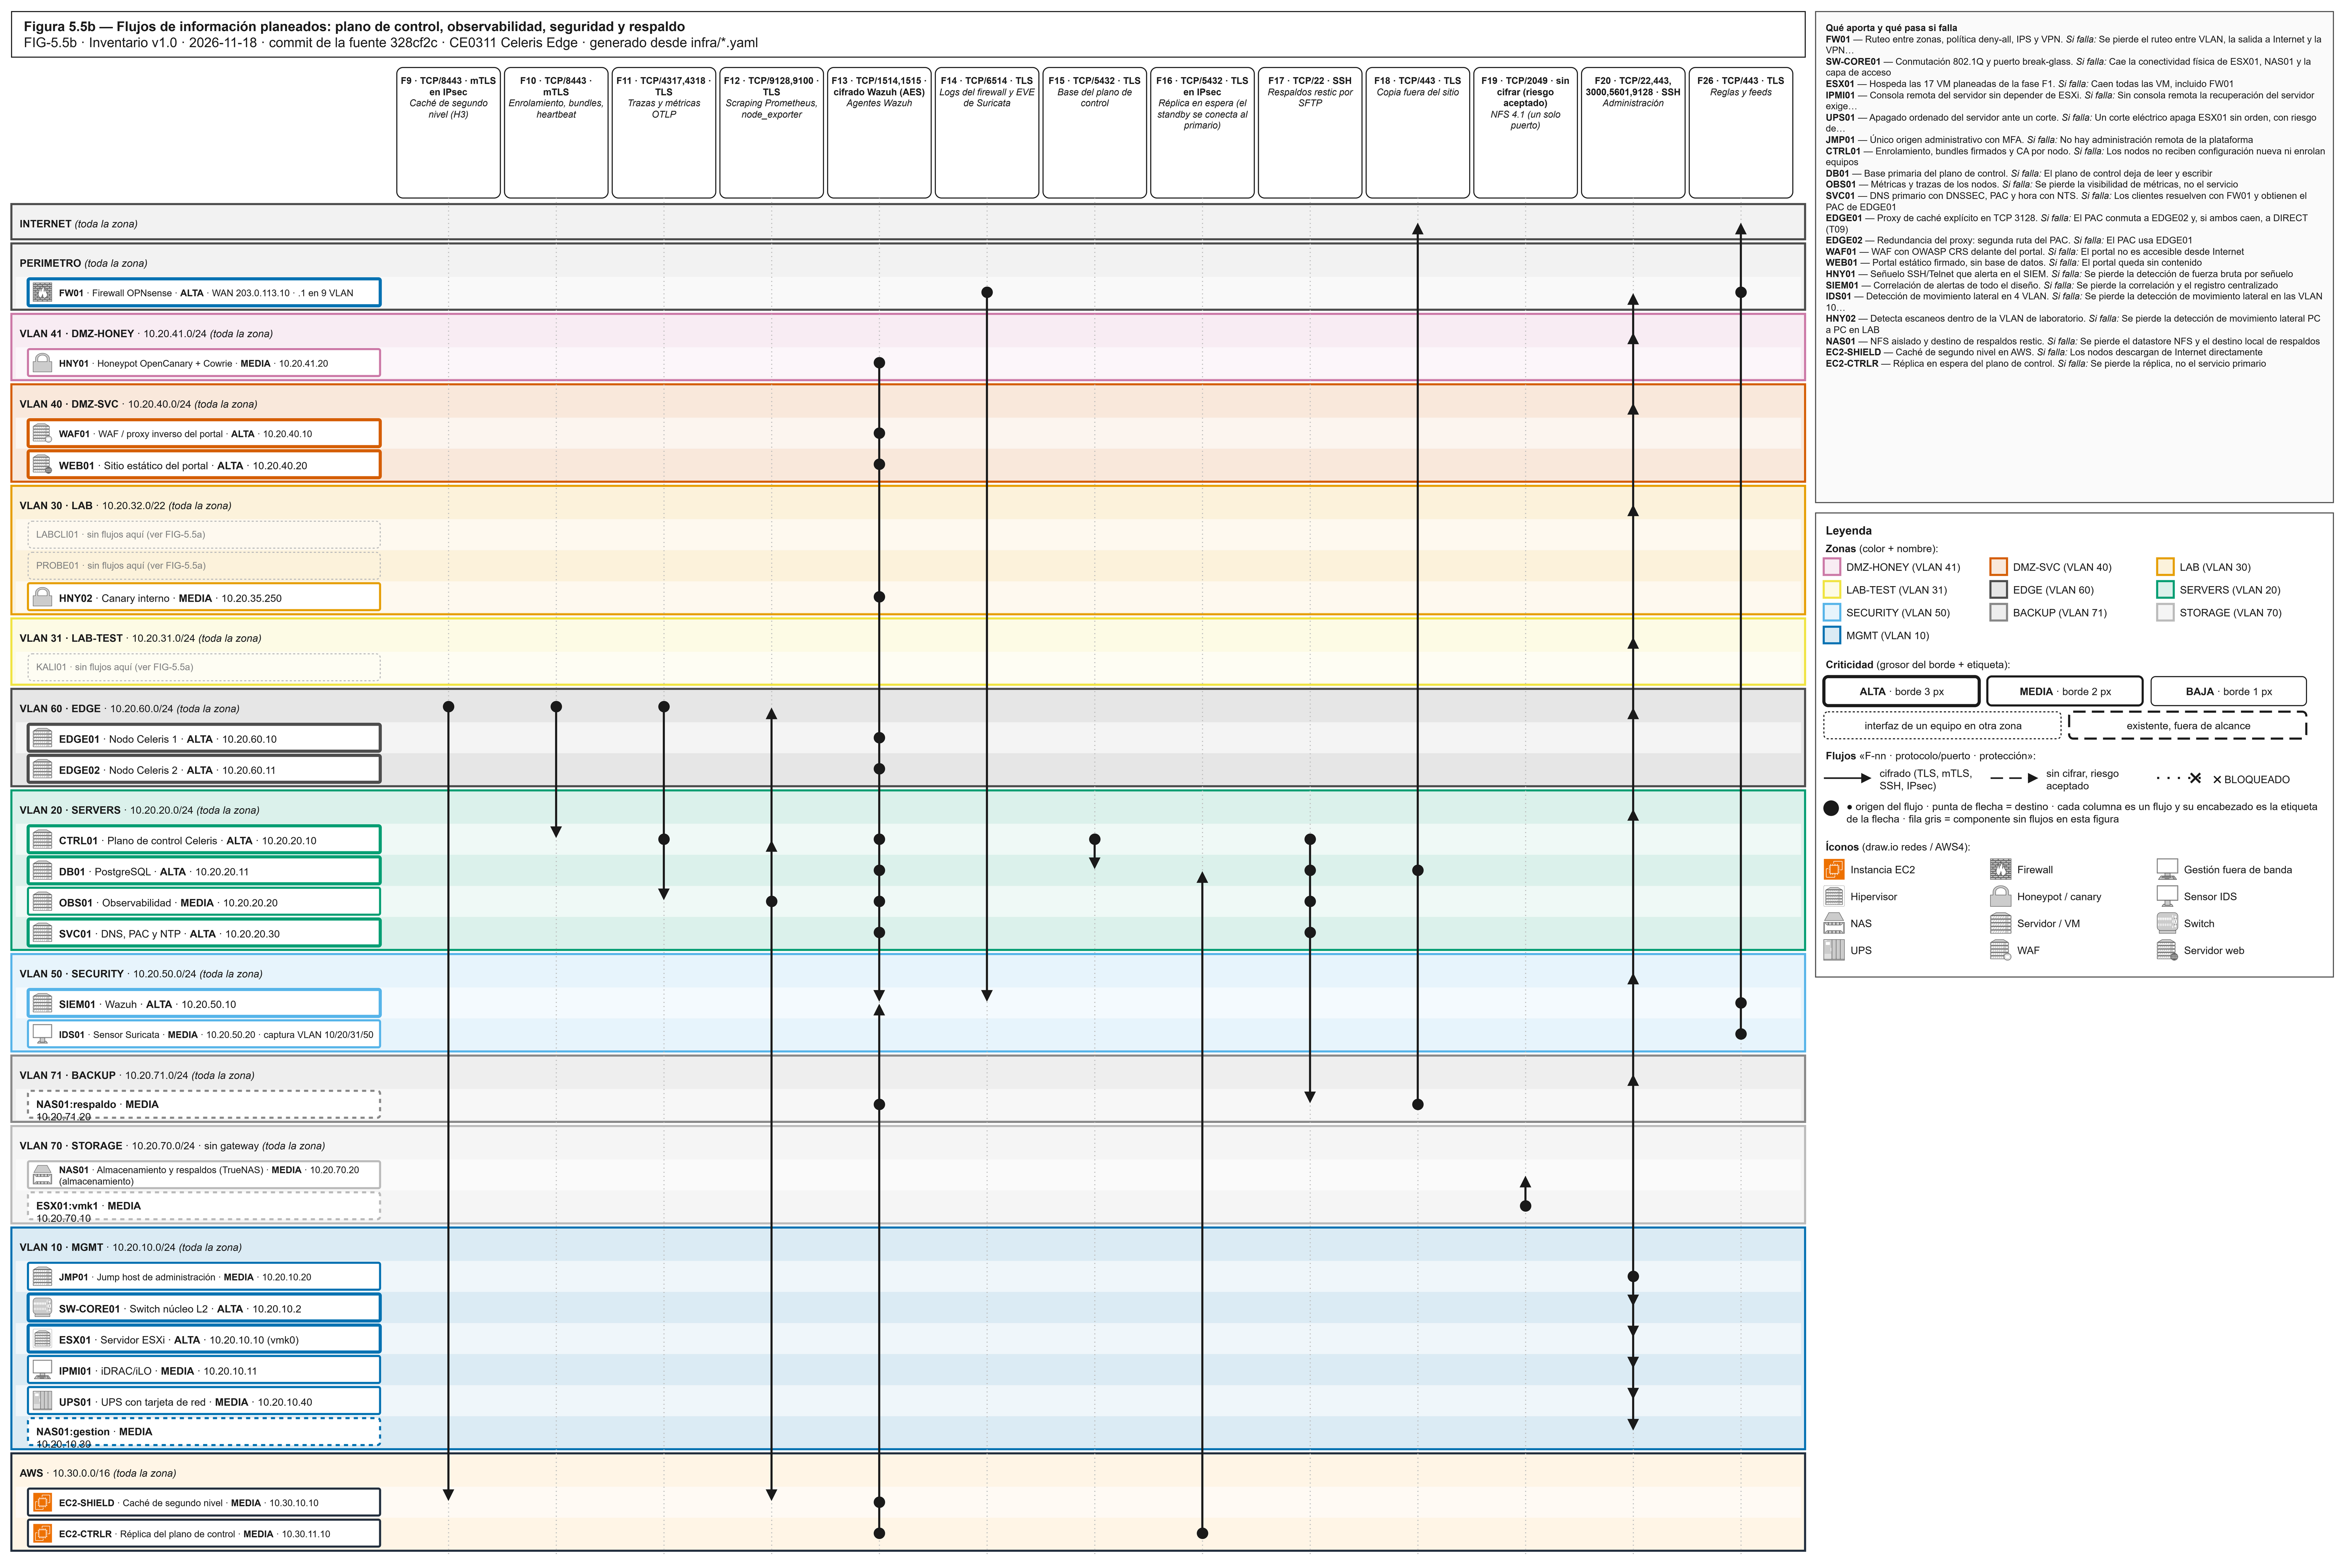 Figura 5.5b — Flujos de información planeados: plano de control, observabilidad, seguridad y respaldo
FIG-5.5b · Inventario v1.0 · 2026-11-18 · commit de la fuente 328cf2c · CE0311 Celeris Edge · generado desde infra/*.yaml
F9 · TCP/8443 · mTLS
en IPsec
Caché de segundo
nivel (H3)
F10 · TCP/8443 ·
mTLS
Enrolamiento, bundles,
heartbeat
F11 · TCP/4317,4318 ·
TLS
Trazas y métricas
OTLP
F12 · TCP/9128,9100 ·
TLS
Scraping Prometheus,
node_exporter
F13 · TCP/1514,1515 ·
cifrado Wazuh (AES)
Agentes Wazuh
F14 · TCP/6514 · TLS
Logs del firewall y EVE
de Suricata
F15 · TCP/5432 · TLS
Base del plano de
control
F16 · TCP/5432 · TLS
en IPsec
Réplica en espera (el
standby se conecta al
primario)
F17 · TCP/22 · SSH
Respaldos restic por
SFTP
F18 · TCP/443 · TLS
Copia fuera del sitio
F19 · TCP/2049 · sin
cifrar (riesgo
aceptado)
NFS 4.1 (un solo
puerto)
F20 · TCP/22,443,
3000,5601,9128 · SSH
Administración
F26 · TCP/443 · TLS
Reglas y feeds
INTERNET (toda la zona)
PERIMETRO (toda la zona)
FW01 · Firewall OPNsense · ALTA · WAN 203.0.113.10 · .1 en 9 VLAN
VLAN 41 · DMZ-HONEY · 10.20.41.0/24 (toda la zona)
HNY01 · Honeypot OpenCanary + Cowrie · MEDIA · 10.20.41.20
VLAN 40 · DMZ-SVC · 10.20.40.0/24 (toda la zona)
WAF01 · WAF / proxy inverso del portal · ALTA · 10.20.40.10
WEB01 · Sitio estático del portal · ALTA · 10.20.40.20
VLAN 30 · LAB · 10.20.32.0/22 (toda la zona)
LABCLI01 · sin flujos aquí (ver FIG-5.5a)
PROBE01 · sin flujos aquí (ver FIG-5.5a)
HNY02 · Canary interno · MEDIA · 10.20.35.250
VLAN 31 · LAB-TEST · 10.20.31.0/24 (toda la zona)
KALI01 · sin flujos aquí (ver FIG-5.5a)
VLAN 60 · EDGE · 10.20.60.0/24 (toda la zona)
EDGE01 · Nodo Celeris 1 · ALTA · 10.20.60.10
EDGE02 · Nodo Celeris 2 · ALTA · 10.20.60.11
VLAN 20 · SERVERS · 10.20.20.0/24 (toda la zona)
CTRL01 · Plano de control Celeris · ALTA · 10.20.20.10
DB01 · PostgreSQL · ALTA · 10.20.20.11
OBS01 · Observabilidad · MEDIA · 10.20.20.20
SVC01 · DNS, PAC y NTP · ALTA · 10.20.20.30
VLAN 50 · SECURITY · 10.20.50.0/24 (toda la zona)
SIEM01 · Wazuh · ALTA · 10.20.50.10
IDS01 · Sensor Suricata · MEDIA · 10.20.50.20 · captura VLAN 10/20/31/50
VLAN 71 · BACKUP · 10.20.71.0/24 (toda la zona)
NAS01:respaldo · MEDIA
10.20.71.20
VLAN 70 · STORAGE · 10.20.70.0/24 · sin gateway (toda la zona)
NAS01 · Almacenamiento y respaldos (TrueNAS) · MEDIA · 10.20.70.20
(almacenamiento)
ESX01:vmk1 · MEDIA
10.20.70.10
VLAN 10 · MGMT · 10.20.10.0/24 (toda la zona)
JMP01 · Jump host de administración · MEDIA · 10.20.10.20
SW-CORE01 · Switch núcleo L2 · ALTA · 10.20.10.2
ESX01 · Servidor ESXi · ALTA · 10.20.10.10 (vmk0)
IPMI01 · iDRAC/iLO · MEDIA · 10.20.10.11
UPS01 · UPS con tarjeta de red · MEDIA · 10.20.10.40
NAS01:gestion · MEDIA
10.20.10.30
AWS · 10.30.0.0/16 (toda la zona)
EC2-SHIELD · Caché de segundo nivel · MEDIA · 10.30.10.10
EC2-CTRLR · Réplica del plano de control · MEDIA · 10.30.11.10
Qué aporta y qué pasa si falla
FW01 — Ruteo entre zonas, política deny-all, IPS y VPN. Si falla: Se pierde el ruteo entre VLAN, la salida a Internet y la
VPN…
SW-CORE01 — Conmutación 802.1Q y puerto break-glass. Si falla: Cae la conectividad física de ESX01, NAS01 y la
capa de acceso
ESX01 — Hospeda las 17 VM planeadas de la fase F1. Si falla: Caen todas las VM, incluido FW01
IPMI01 — Consola remota del servidor sin depender de ESXi. Si falla: Sin consola remota la recuperación del servidor
exige…
UPS01 — Apagado ordenado del servidor ante un corte. Si falla: Un corte eléctrico apaga ESX01 sin orden, con riesgo
de…
JMP01 — Único origen administrativo con MFA. Si falla: No hay administración remota de la plataforma
CTRL01 — Enrolamiento, bundles firmados y CA por nodo. Si falla: Los nodos no reciben configuración nueva ni enrolan
equipos
DB01 — Base primaria del plano de control. Si falla: El plano de control deja de leer y escribir
OBS01 — Métricas y trazas de los nodos. Si falla: Se pierde la visibilidad de métricas, no el servicio
SVC01 — DNS primario con DNSSEC, PAC y hora con NTS. Si falla: Los clientes resuelven con FW01 y obtienen el
PAC de EDGE01
EDGE01 — Proxy de caché explícito en TCP 3128. Si falla: El PAC conmuta a EDGE02 y, si ambos caen, a DIRECT
(T09)
EDGE02 — Redundancia del proxy: segunda ruta del PAC. Si falla: El PAC usa EDGE01
WAF01 — WAF con OWASP CRS delante del portal. Si falla: El portal no es accesible desde Internet
WEB01 — Portal estático firmado, sin base de datos. Si falla: El portal queda sin contenido
HNY01 — Señuelo SSH/Telnet que alerta en el SIEM. Si falla: Se pierde la detección de fuerza bruta por señuelo
SIEM01 — Correlación de alertas de todo el diseño. Si falla: Se pierde la correlación y el registro centralizado
IDS01 — Detección de movimiento lateral en 4 VLAN. Si falla: Se pierde la detección de movimiento lateral en las VLAN
10…
HNY02 — Detecta escaneos dentro de la VLAN de laboratorio. Si falla: Se pierde la detección de movimiento lateral PC
a PC en LAB
NAS01 — NFS aislado y destino de respaldos restic. Si falla: Se pierde el datastore NFS y el destino local de respaldos
EC2-SHIELD — Caché de segundo nivel en AWS. Si falla: Los nodos descargan de Internet directamente
EC2-CTRLR — Réplica en espera del plano de control. Si falla: Se pierde la réplica, no el servicio primario
Leyenda
Zonas (color + nombre):
DMZ-HONEY (VLAN 41)
DMZ-SVC (VLAN 40)
LAB (VLAN 30)
LAB-TEST (VLAN 31)
EDGE (VLAN 60)
SERVERS (VLAN 20)
SECURITY (VLAN 50)
BACKUP (VLAN 71)
STORAGE (VLAN 70)
MGMT (VLAN 10)
Criticidad (grosor del borde + etiqueta):
ALTA · borde 3 px
MEDIA · borde 2 px
BAJA · borde 1 px
interfaz de un equipo en otra zona
existente, fuera de alcance
Flujos «F-nn · protocolo/puerto · protección»:
cifrado (TLS, mTLS,
SSH, IPsec)
sin cifrar, riesgo
aceptado
✕ BLOQUEADO
● origen del flujo · punta de flecha = destino · cada columna es un flujo y su encabezado es la etiqueta
de la flecha · fila gris = componente sin flujos en esta figura
Íconos (draw.io redes / AWS4):
Instancia EC2
Firewall
Gestión fuera de banda
Hipervisor
Honeypot / canary
Sensor IDS
NAS
Servidor / VM
Switch
UPS
WAF
Servidor web